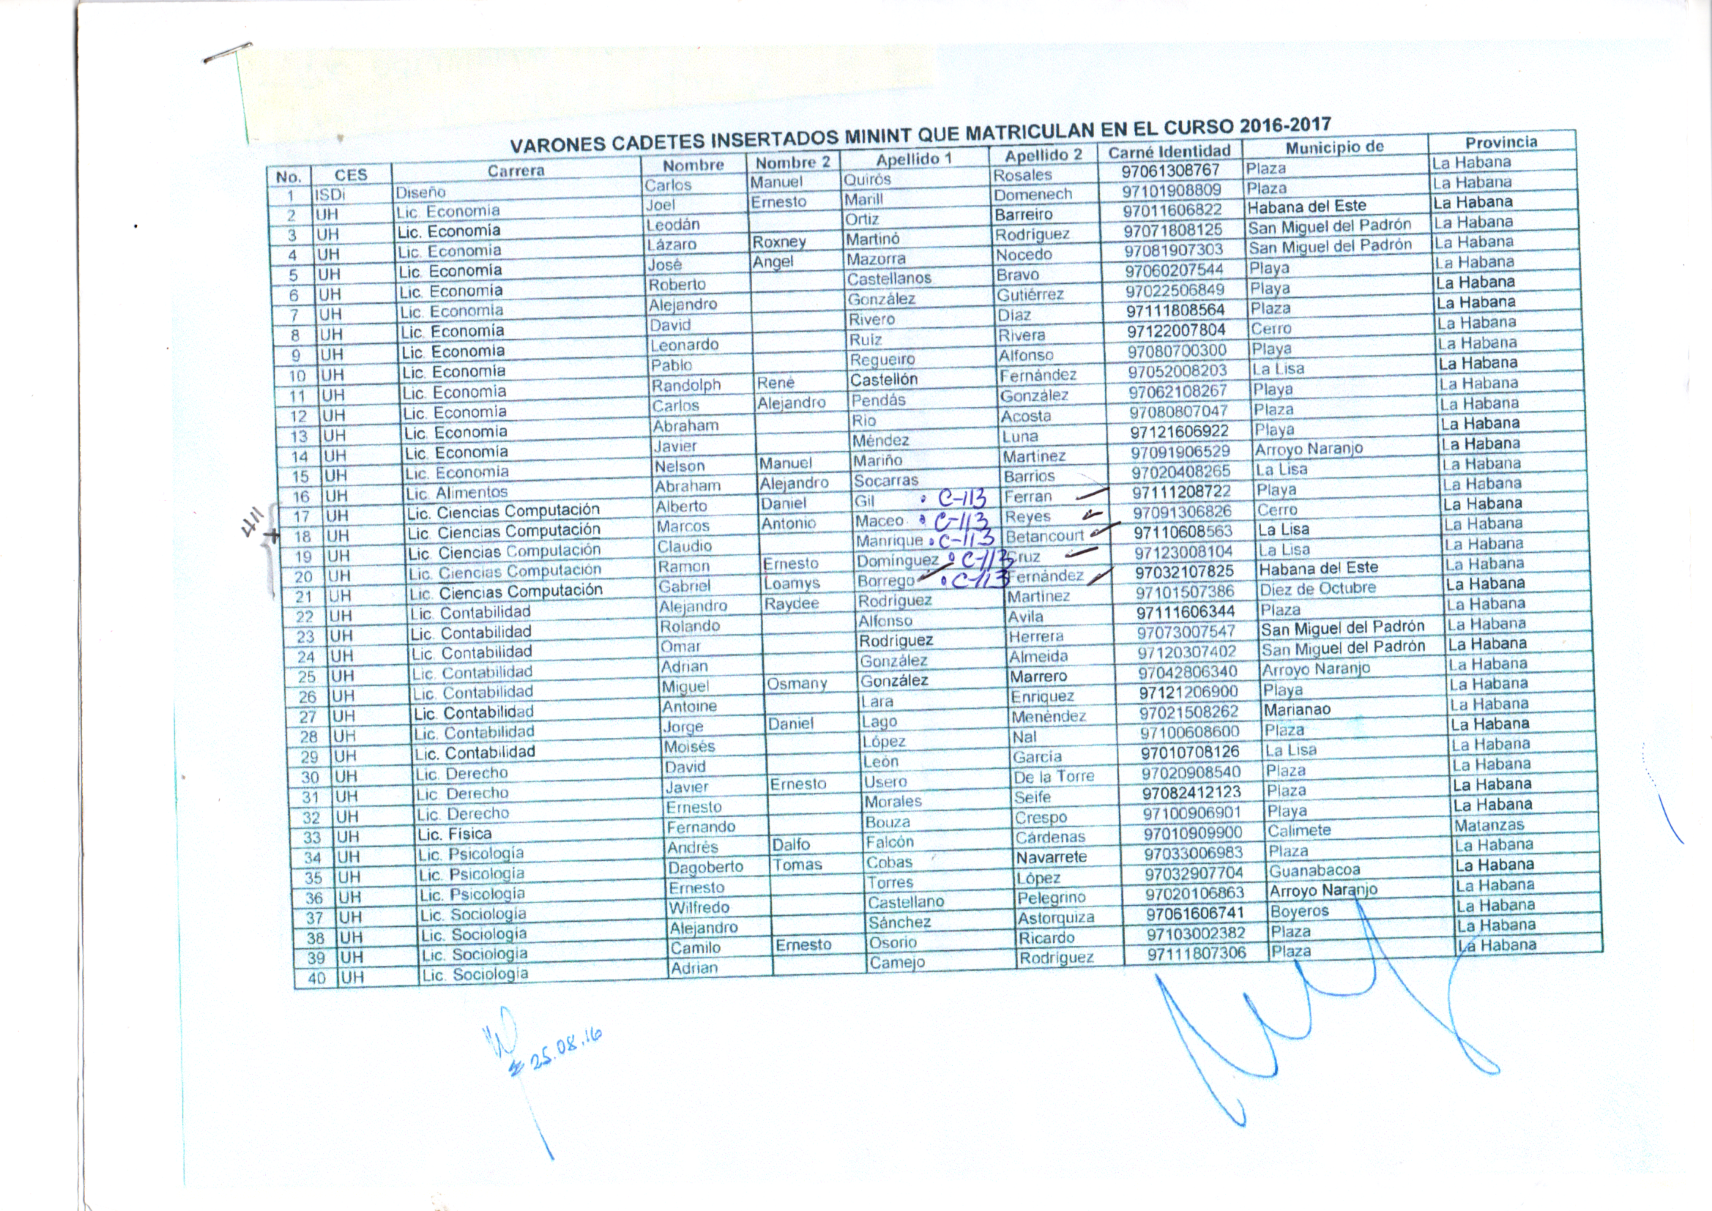 VARONES CADETES INSERTADOS MININT QUE MATRICULAN EN EL CURSO 2016-2017
No. CES Carrera Nombre Nombre 2 Apellido 1 Apellido 2 Carné Identidad Municipio de Provincia
1 ISDi Diseño Carlos Manuel Quirós Rosales 97061308767 Plaza La Habana
2 UH Lic. Economia Joel Ernesto Marill Domenech 97101908809 Plaza La Habana
3 UH Lic. Economia Leodán Ortiz Barreiro 97011606822 Habana del Este La Habana
4 UH Lic. Economia Lázaro Roxney Martinó Rodriguez 97071808125 San Miguel del Padrón La Habana
5 UH Lic. Economia José Angel Mazorra Nocedo 97081907303 San Miguel del Padrón La Habana
6 UH Lic. Economia Roberto Castellanos Bravo 97060207544 Playa La Habana
7 UH Lic. Economia Alejandro González Gutiérrez 97022506849 Playa La Habana
8 UH Lic. Economia David Rivero Díaz 97111808564 Plaza La Habana
9 UH Lic. Economia Leonardo Ruiz Rivera 97122007804 Cerro La Habana
10 UH Lic. Economia Pablo Regueiro Alfonso 97080700300 Playa La Habana
11 UH Lic. Economia Randolph René Castellón Fernández 97052008203 La Lisa La Habana
12 UH Lic. Economia Carlos Alejandro Pendás González 97062108267 Playa La Habana
13 UH Lic. Economia Abraham Rio Acosta 97080807047 Plaza La Habana
14 UH Lic. Economia Javier Méndez Luna 97121606922 Playa La Habana
15 UH Lic. Economia Nelson Manuel Mariño Martinez 97091906529 Arroyo Naranjo La Habana
16 UH Lic. Alimentos Abraham Alejandro Socarras Barrios 97020408265 La Lisa La Habana
17 UH Lic. Ciencias Computación Alberto Daniel Gil C-113 Ferran 97111208722 Playa La Habana
411 18 UH Lic. Ciencias Computación Marcos Antonio Maceo C-113 Reyes 97091306826 Cerro La Habana
19 UH Lic. Ciencias Computación Claudio Manrique C-113 Betancourt 97110608563 La Lisa La Habana
20 UH Lic. Ciencias Computación Ramon Ernesto Domínguez C-113 Cruz 97123008104 La Lisa La Habana
21 UH Lic. Ciencias Computación Gabriel Loamys Borrego C-113 Fernández 97032107825 Habana del Este La Habana
22 UH Lic. Contabilidad Alejandro Raydee Rodriguez Martinez 97101507386 Diez de Octubre La Habana
23 UH Lic. Contabilidad Rolando Alfonso Avila 97111606344 Plaza La Habana
24 UH Lic. Contabilidad Omar Rodriguez Herrera 97073007547 San Miguel del Padrón La Habana
25 UH Lic. Contabilidad Adrian González Almeida 97120307402 San Miguel del Padrón La Habana
26 UH Lic. Contabilidad Miguel Osmany González Marrero 97042806340 Arroyo Naranjo La Habana
27 UH Lic. Contabilidad Antoine Lara Enriquez 97121206900 Playa La Habana
28 UH Lic. Contabilidad Jorge Daniel Lago Menéndez 97021508262 Marianao La Habana
29 UH Lic. Contabilidad Moisés López Nal 97100608600 Plaza La Habana
30 UH Lic. Derecho David León García 97010708126 La Lisa La Habana
31 UH Lic. Derecho Javier Ernesto Usero De la Torre 97020908540 Plaza La Habana
32 UH Lic. Derecho Ernesto Morales Seife 97082412123 Plaza La Habana
33 UH Lic. Física Fernando Bouza Crespo 97100906901 Playa La Habana
34 UH Lic. Psicología Andrés Dalfo Falcón Cárdenas 97010909900 Calimete Matanzas
35 UH Lic. Psicología Dagoberto Tomas Cobas Navarrete 97033006983 Plaza La Habana
36 UH Lic. Psicología Ernesto Torres López 97032907704 Guanabacoa La Habana
37 UH Lic. Sociología Wilfredo Castellano Pelegrino 97020106863 Arroyo Naranjo La Habana
38 UH Lic. Sociología Alejandro Sánchez Astorquiza 97061606741 Boyeros La Habana
39 UH Lic. Sociología Camilo Ernesto Osorio Ricardo 97103002382 Plaza La Habana
40 UH Lic. Sociología Adrian Camejo Rodriguez 97111807306 Plaza La Habana
25.08.16